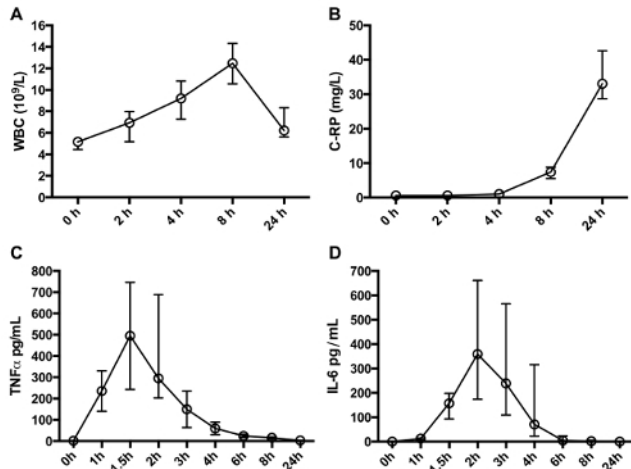 A
WBC (10⁹/L)
16
14
12
10
8
6
4
2
0
0 h
2 h
4 h
8 h
24 h
B
C-RP (mg/L)
50
40
30
20
10
0
0 h
2 h
4 h
8 h
24 h
C
TNFα pg/mL
800
700
600
500
400
300
200
100
0
0h
1h
1.5h
2h
3h
4h
6h
8h
24h
D
IL-6 pg / mL
700
600
500
400
300
200
100
0
0h
1h
1.5h
2h
3h
4h
6h
8h
24h